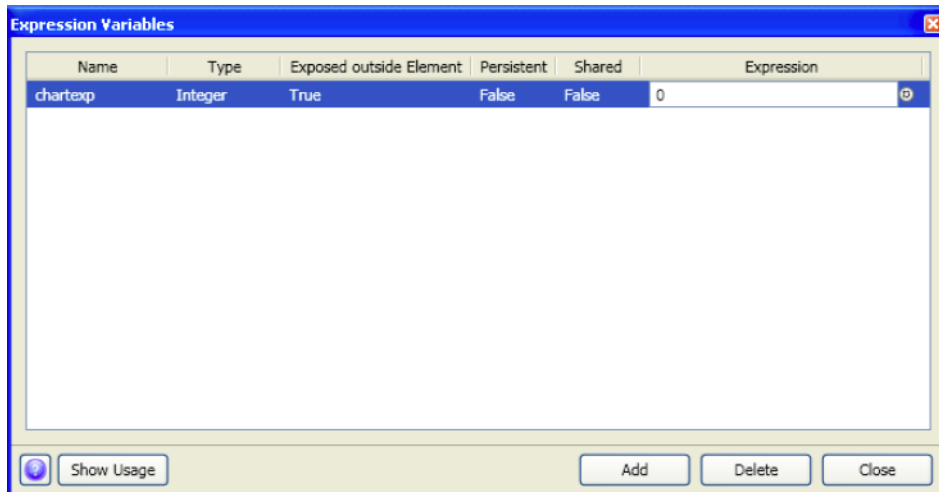 Expression Variables
Name Type Exposed outside Element Persistent Shared Expression
chartexp Integer True False False 0
? Show Usage Add Delete Close